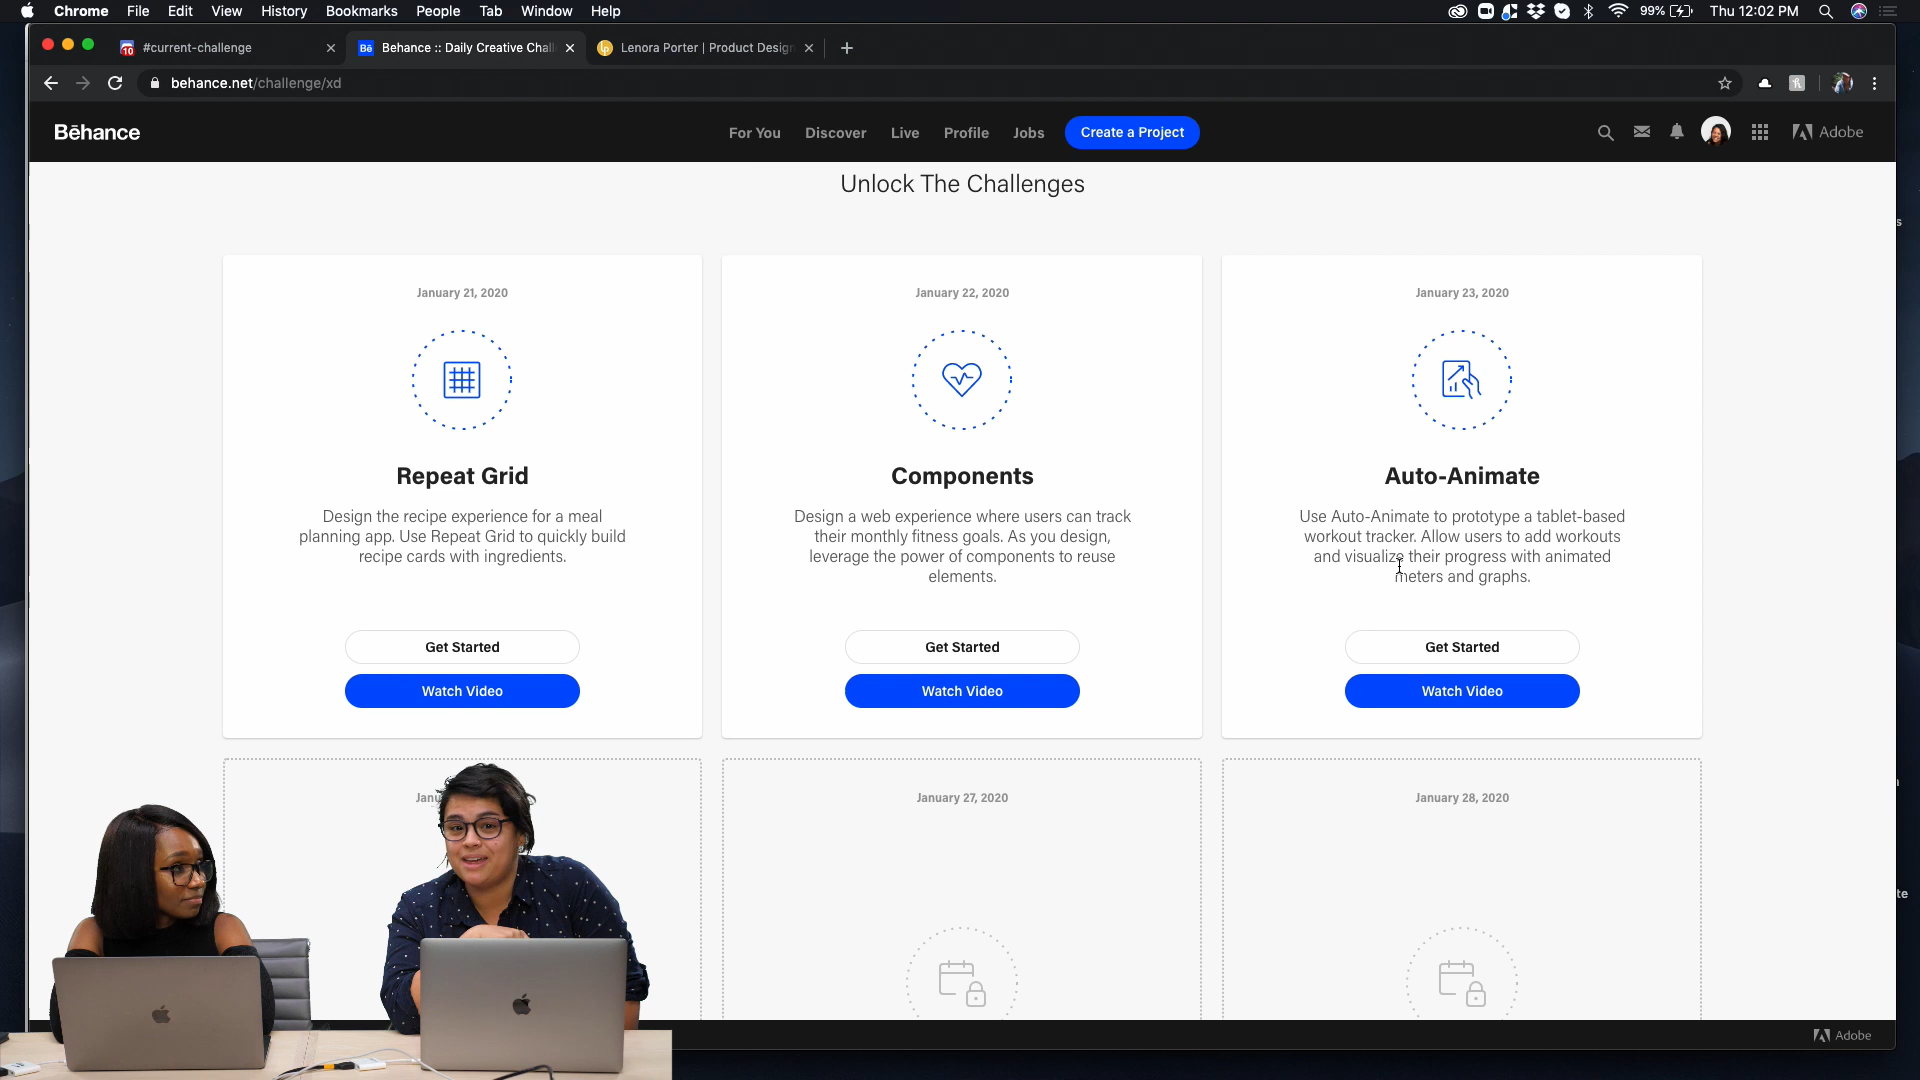 Chrome File Edit View History Bookmarks People Tab Window Help
99% Thu 12:02 PM
#current-challenge
Bē Behance :: Daily Creative Chall
lp Lenora Porter | Product Design
behance.net/challenge/xd
Bēhance
For You Discover Live Profile Jobs Create a Project
Adobe
Unlock The Challenges
January 21, 2020
Repeat Grid
Design the recipe experience for a meal
planning app. Use Repeat Grid to quickly build
recipe cards with ingredients.
Get Started
Watch Video
January 22, 2020
Components
Design a web experience where users can track
their monthly fitness goals. As you design,
leverage the power of components to reuse
elements.
Get Started
Watch Video
January 23, 2020
Auto-Animate
Use Auto-Animate to prototype a tablet-based
workout tracker. Allow users to add workouts
and visualize their progress with animated
meters and graphs.
Get Started
Watch Video
Janu
January 27, 2020
January 28, 2020
Adobe